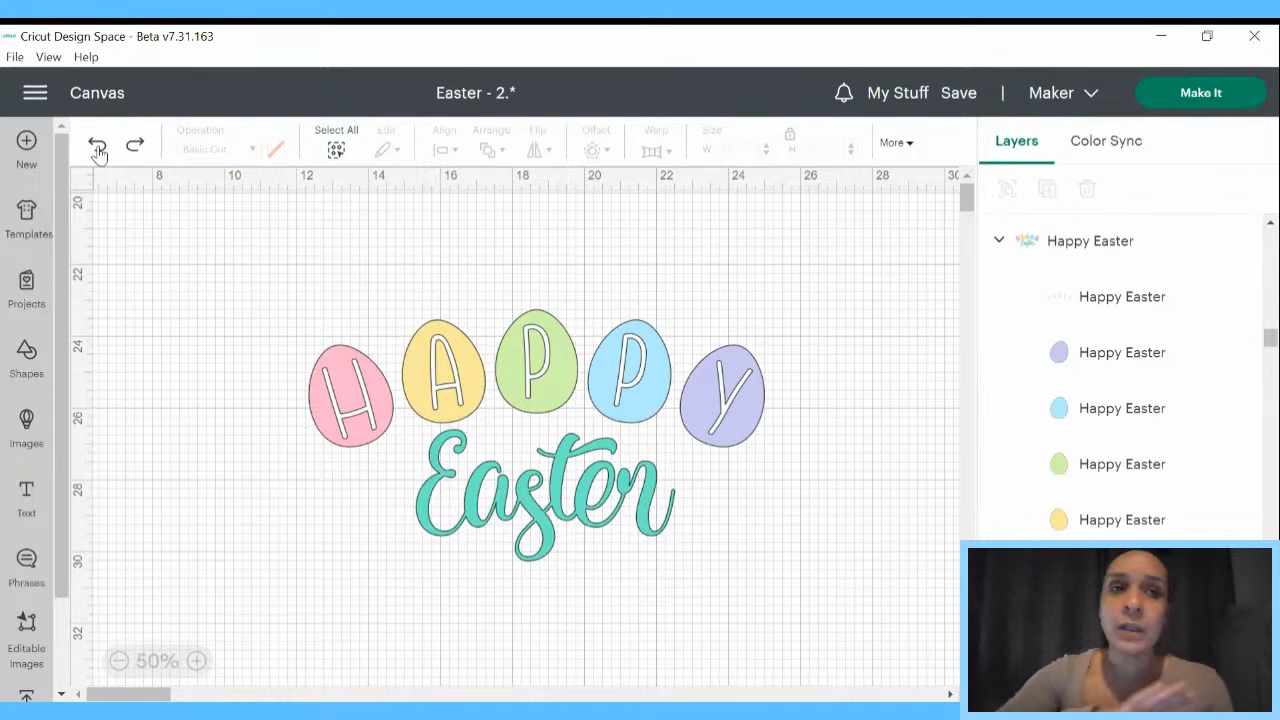 cricut Cricut Design Space - Beta v7.31.163
File View Help
Canvas Easter - 2.* My Stuff Save | Maker Make It
Operation Select All Edit Align Arrange Flip Offset Warp Size
Basic Cut W H More
Layers Color Sync
New
Templates
Projects
Shapes
Images
Text
Phrases
Editable
Images
8 10 12 14 16 18 20 22 24 26 28 30
20
22
24
26
28
30
32
HAPPY
Easter
50%
Happy Easter
Happy Easter
Happy Easter
Happy Easter
Happy Easter
Happy Easter